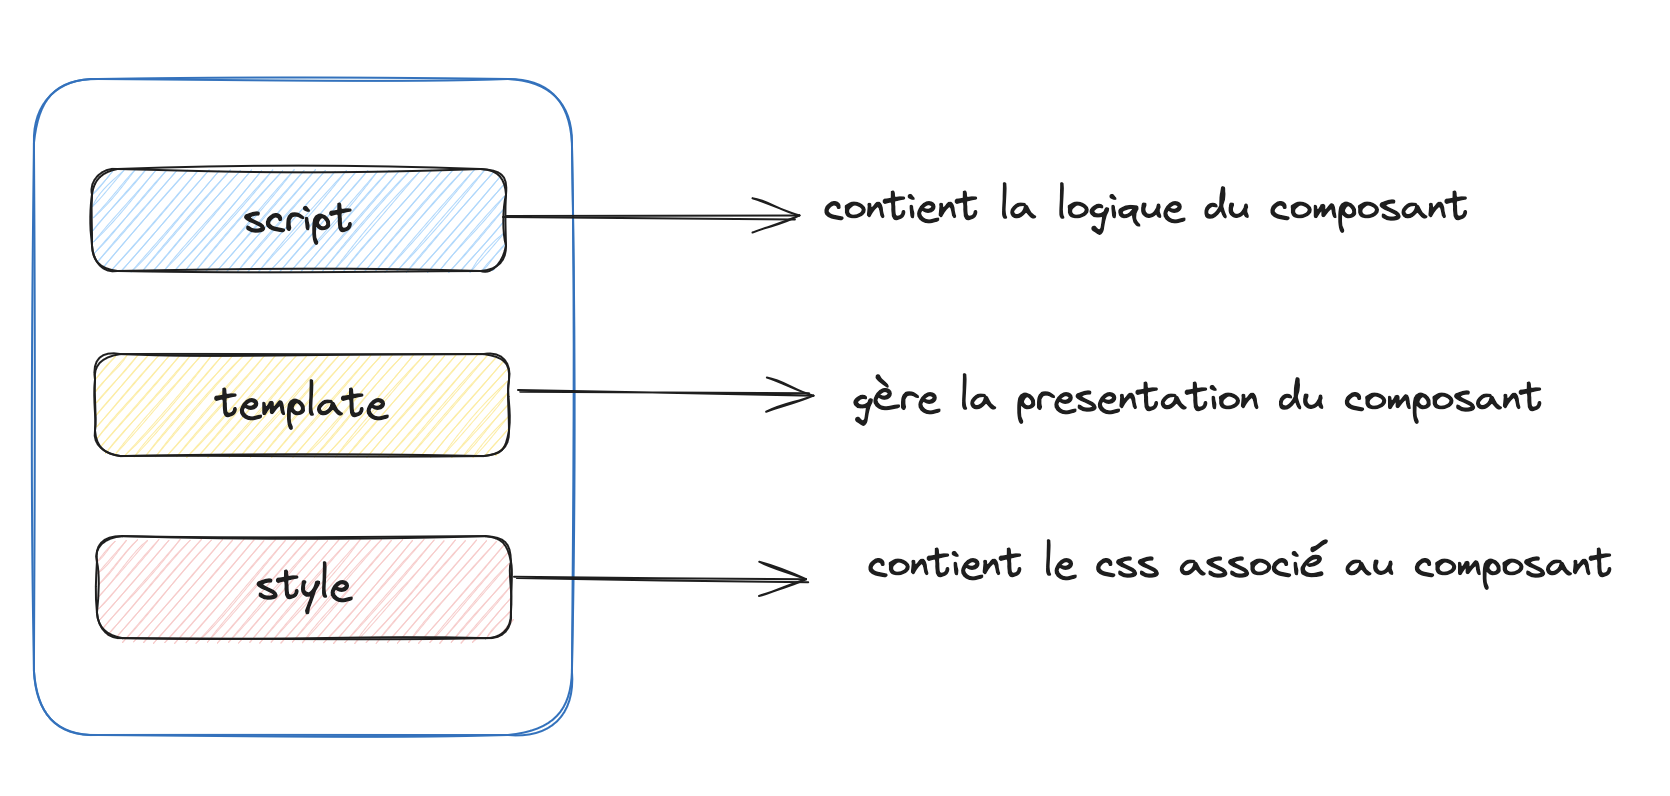 script
contient la logique du composant
template
gère la presentation du composant
style
contient le css associé au composant